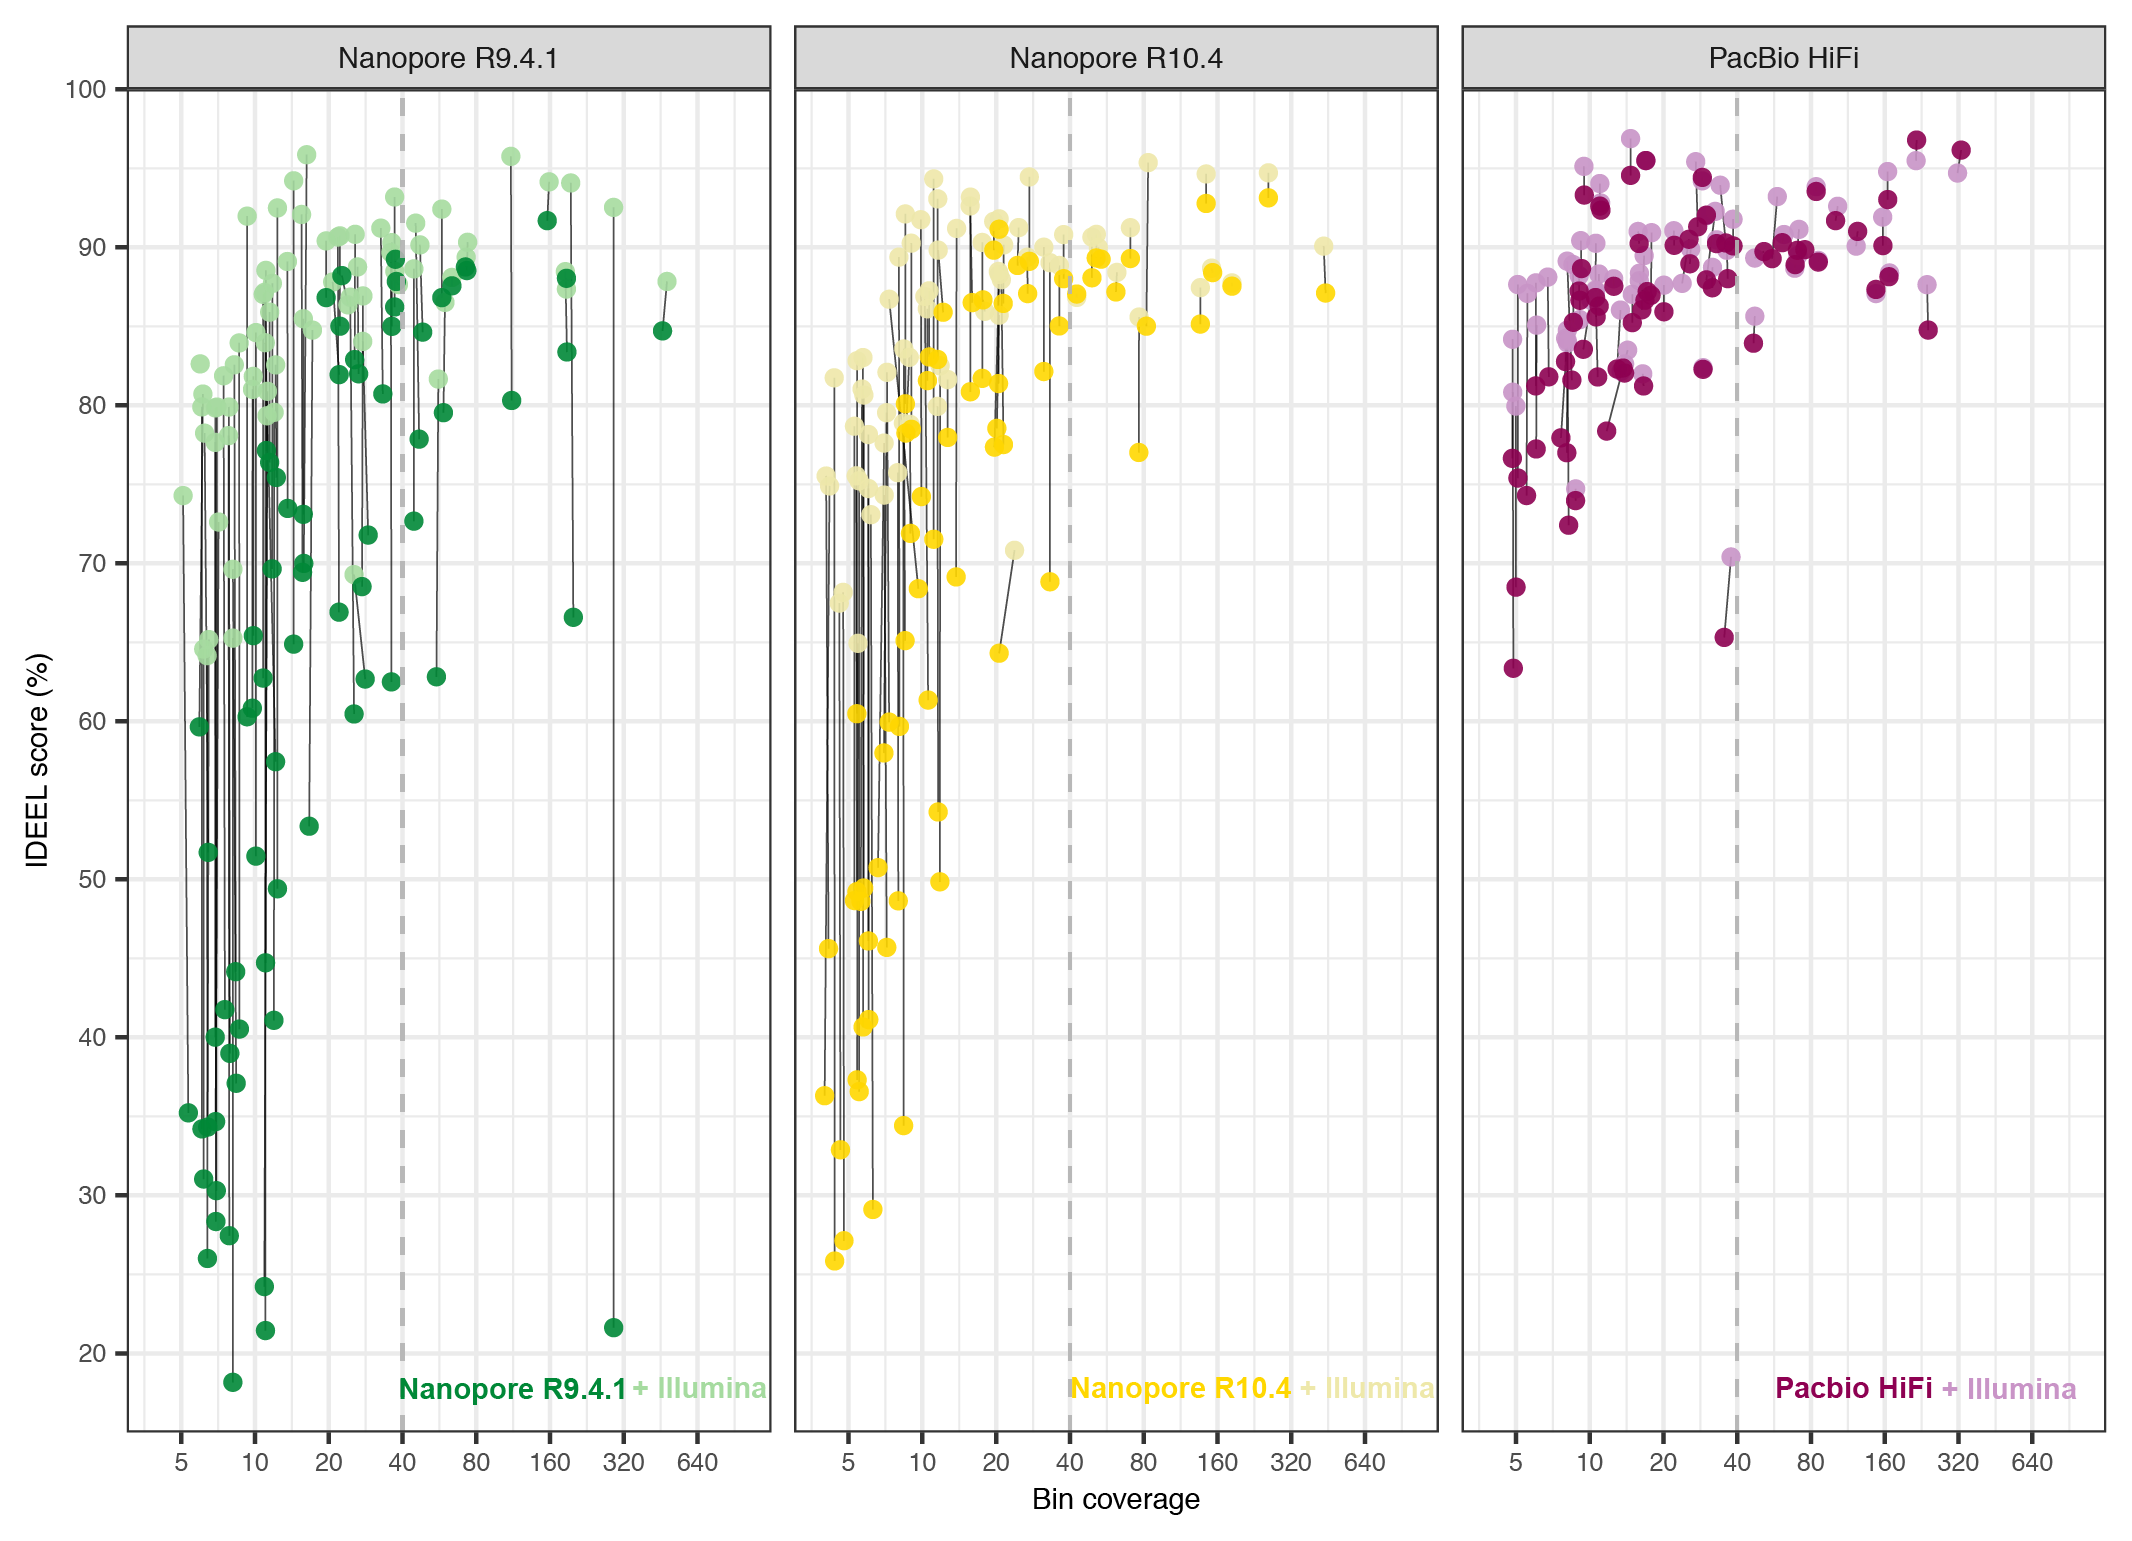 Nanopore R9.4.1 Nanopore R10.4 PacBio HiFi
100
90
80
70
60
50
40
30
20
IDEEL score (%)
Nanopore R9.4.1 + Illumina Nanopore R10.4 + Illumina Pacbio HiFi + Illumina
5 10 20 40 80 160 320 640 5 10 20 40 80 160 320 640 5 10 20 40 80 160 320 640
Bin coverage